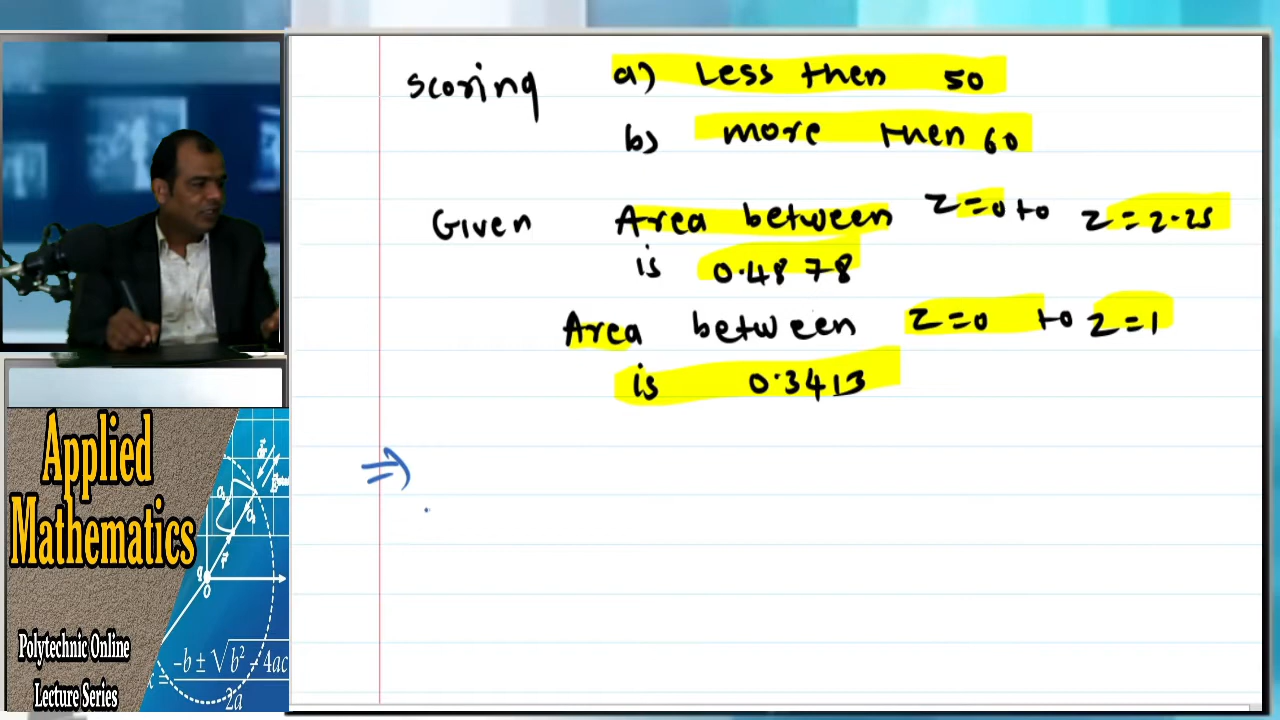 scoring a) Less then 50
b) more then 60
Given Area between z=0 to z=2.25
is 0.4878
Area between z=0 to z=1
is 0.3413
⇒
Applied
Mathematics
Polytechnic Online
Lecture Series
-b ± √b² - 4ac
x = 2a